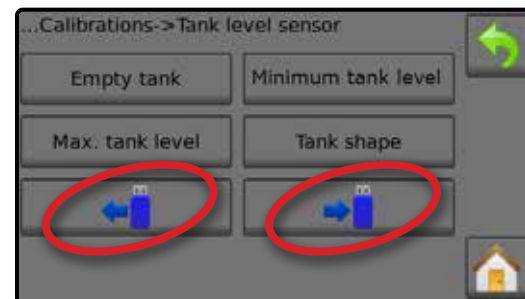 ...Calibrations->Tank level sensor
Empty tank
Minimum tank level
Max. tank level
Tank shape